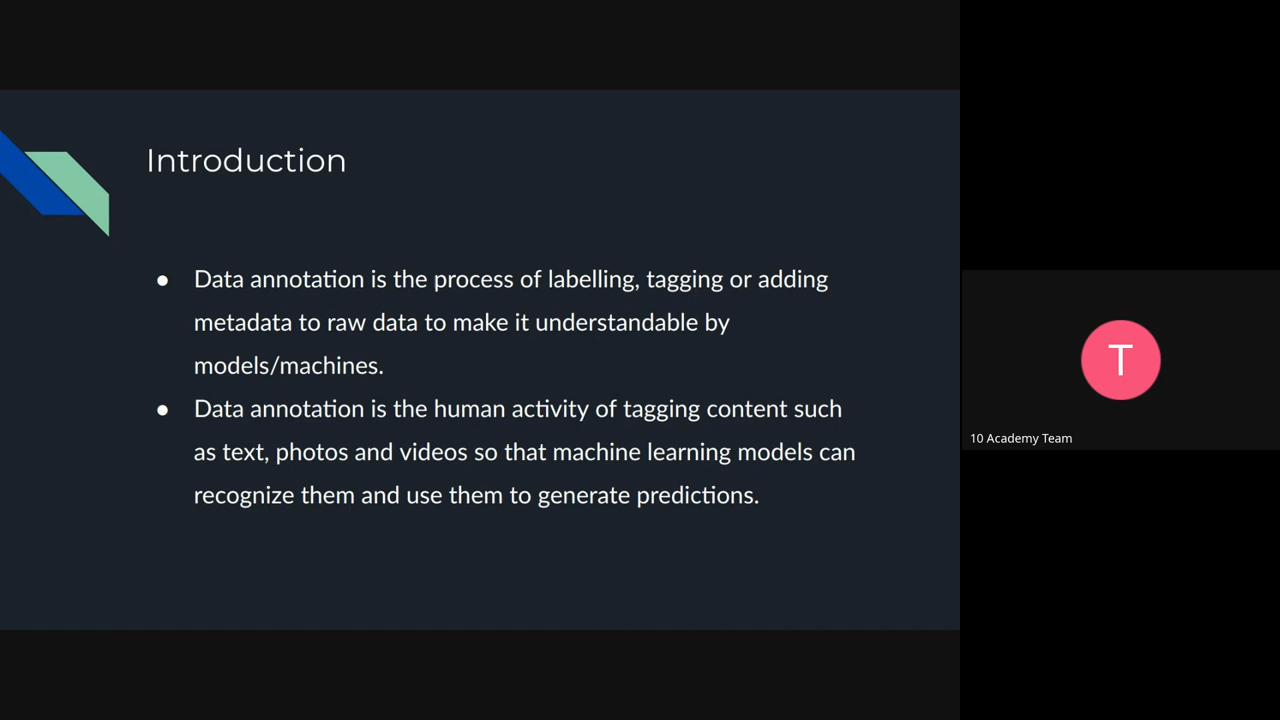 Introduction
● Data annotation is the process of labelling, tagging or adding
metadata to raw data to make it understandable by
models/machines.
● Data annotation is the human activity of tagging content such
as text, photos and videos so that machine learning models can
recognize them and use them to generate predictions.
T
10 Academy Team